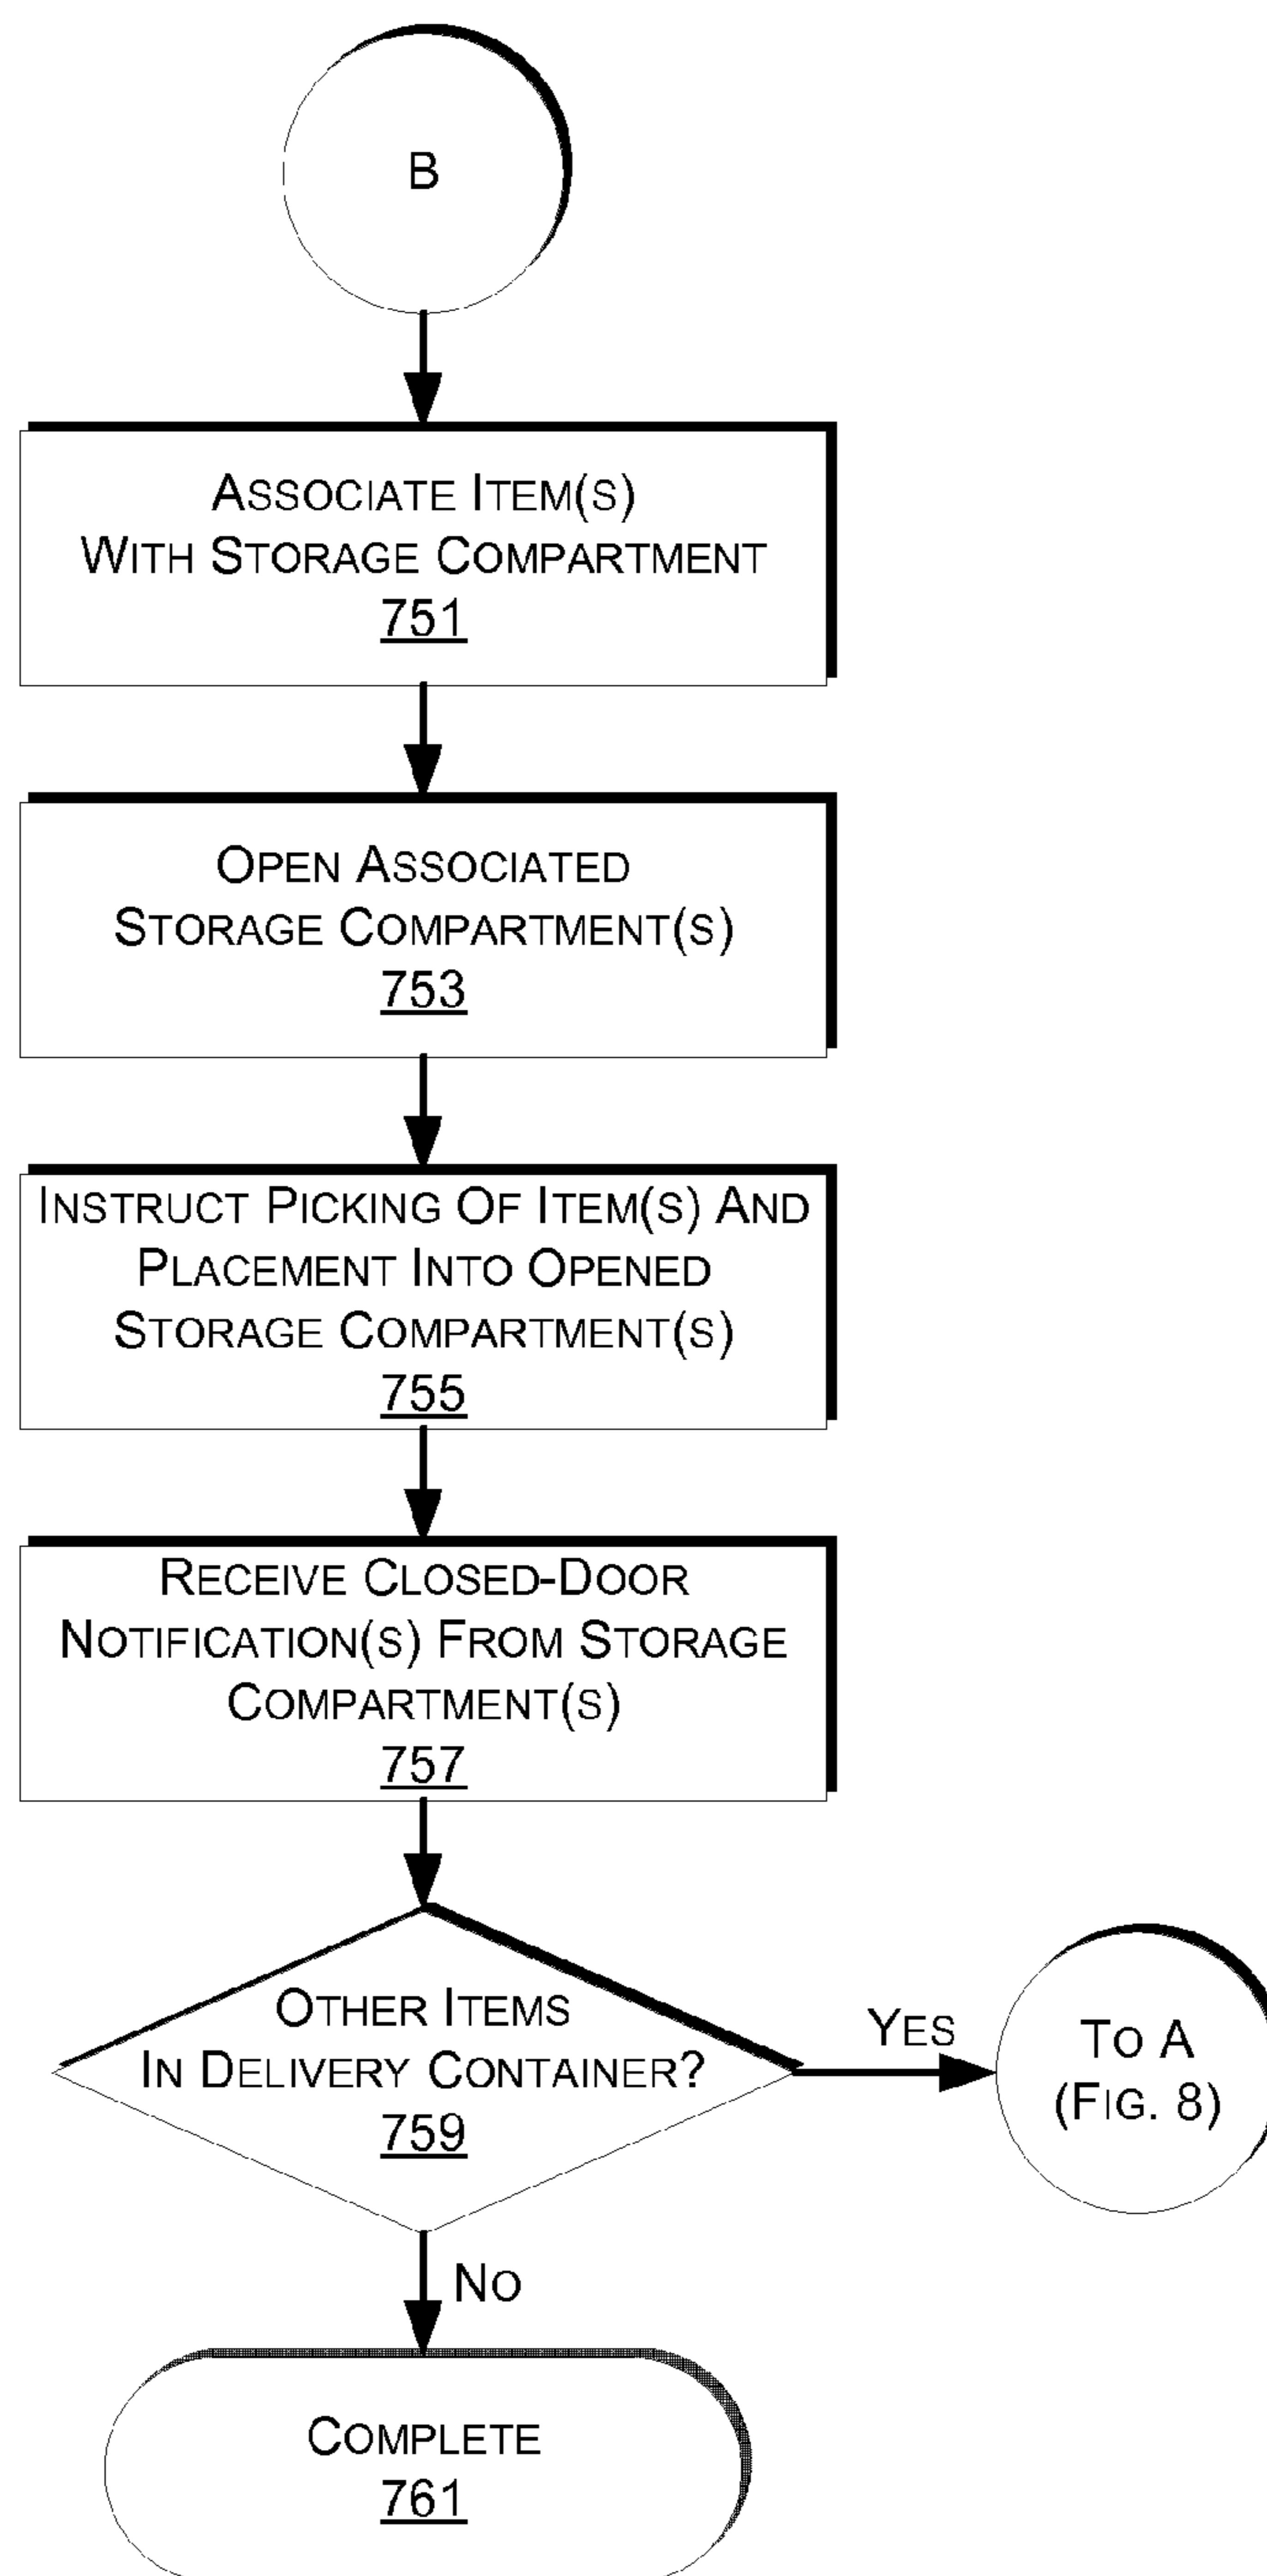 B
ASSOCIATE ITEM(S)
WITH STORAGE COMPARTMENT
751
OPEN ASSOCIATED
STORAGE COMPARTMENT(S)
753
INSTRUCT PICKING OF ITEM(S) AND
PLACEMENT INTO OPENED
STORAGE COMPARTMENT(S)
755
RECEIVE CLOSED-DOOR
NOTIFICATION(S) FROM STORAGE
COMPARTMENT(S)
757
OTHER ITEMS
IN DELIVERY CONTAINER?
759
YES
TO A
(FIG. 8)
NO
COMPLETE
761